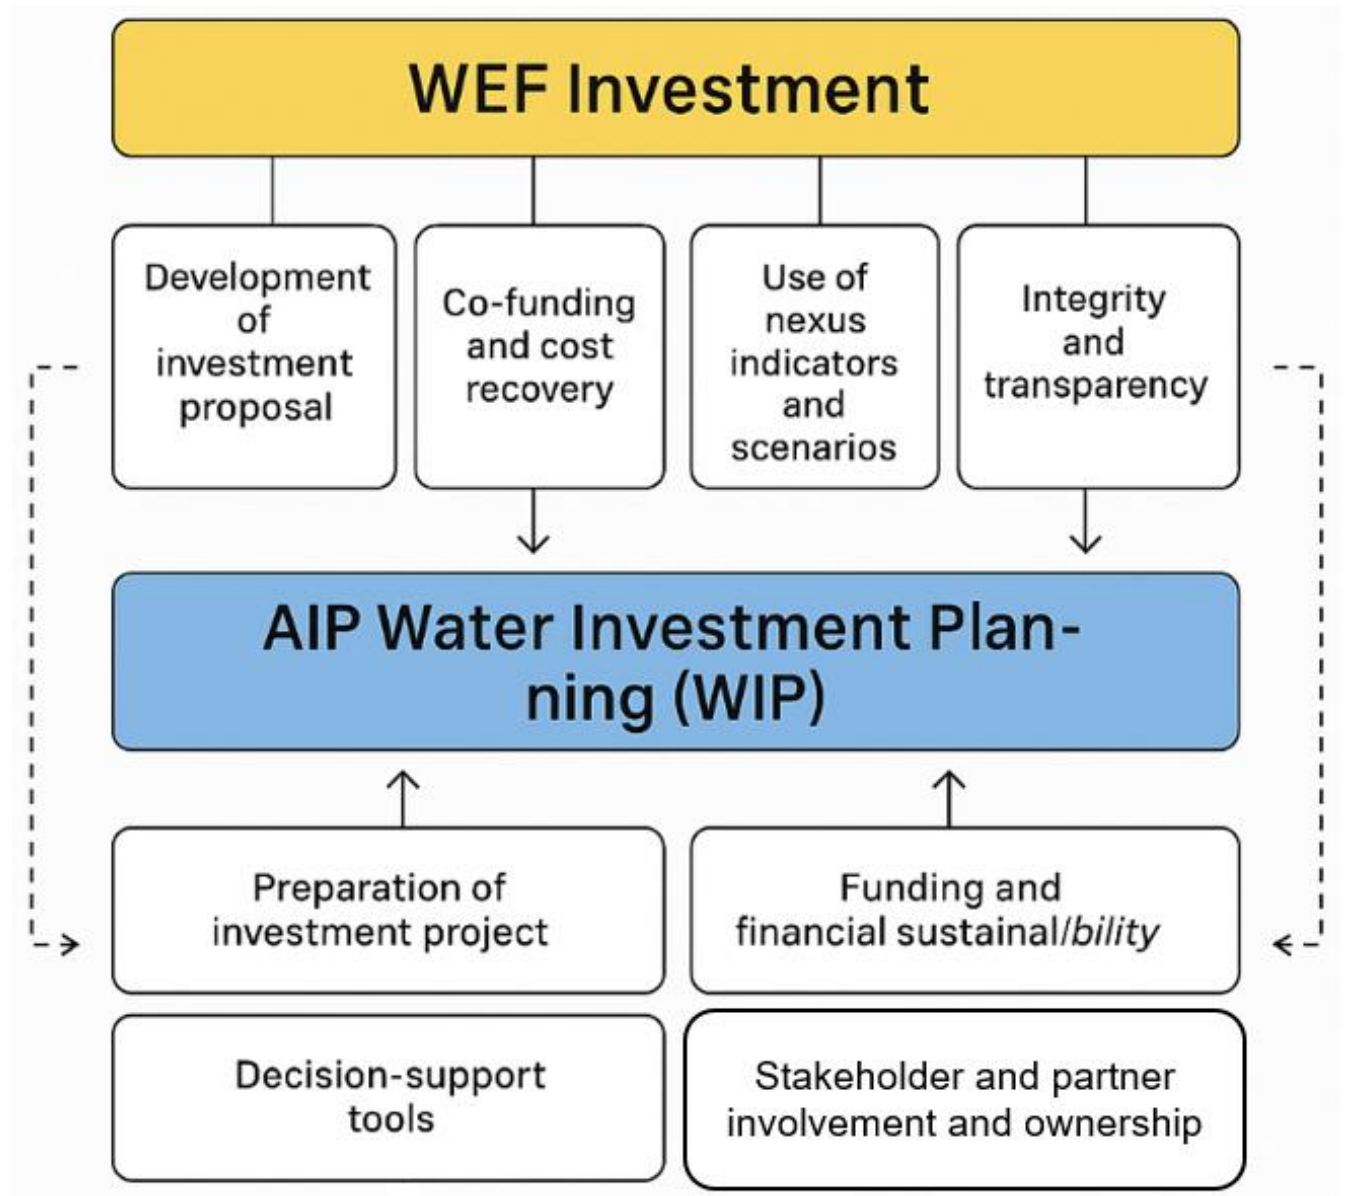 WEF Investment
Development
of
investment
proposal
Co-funding
and cost
recovery
Use of
nexus
indicators
and
scenarios
Integrity
and
transparency
AIP Water Investment Plan-
ning (WIP)
Preparation of
investment project
Funding and
financial sustainal/bility
Decision-support
tools
Stakeholder and partner
involvement and ownership